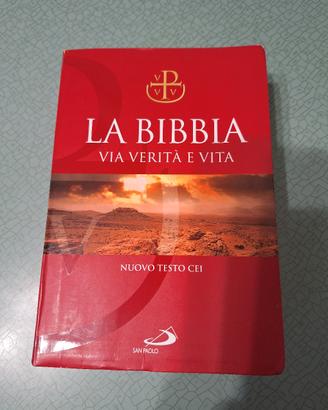 P
V V V
LA BIBBIA
VIA VERITÀ E VITA
NUOVO TESTO CEI
SAN PAOLO